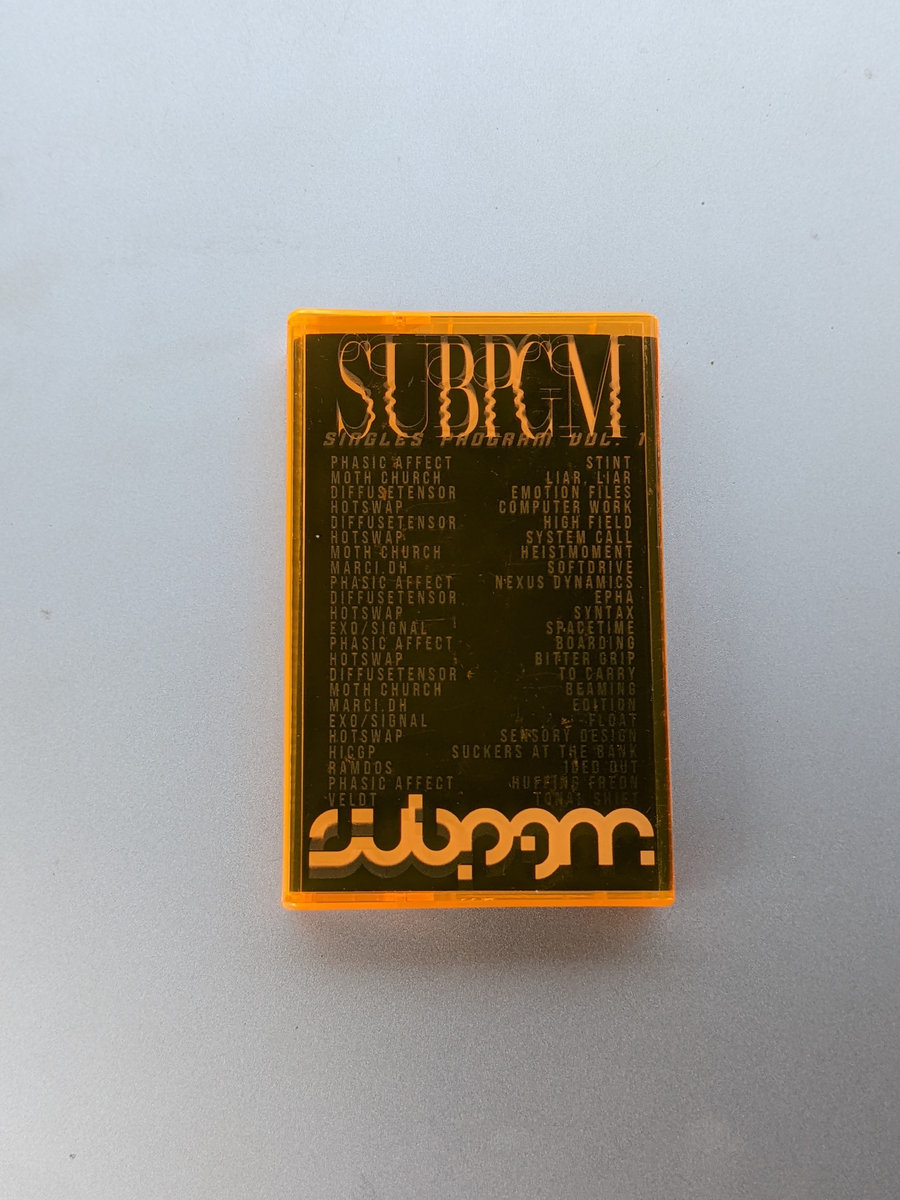 SUBPGM
SINGLES PROGRAM VOL. 1
PHASIC AFFECT STINT
MOTH CHURCH LIAR, LIAR
DIFFUSETENSOR EMOTION FILES
HOTSWAP COMPUTER WORK
DIFFUSETENSOR HIGH FIELD
HOTSWAP SYSTEM CALL
MOTH CHURCH HEISTMOMENT
MARCI.DH SOFTDRIVE
PHASIC AFFECT NEXUS DYNAMICS
DIFFUSETENSOR EPHA
HOTSWAP SYNTAX
EXO/SIGNAL SPACETIME
PHASIC AFFECT BOARDING
HOTSWAP BITTER GRIP
DIFFUSETENSOR TO CARRY
MOTH CHURCH BEAMING
MARCI.DH EDITION
EXO/SIGNAL FLOAT
HOTSWAP SENSORY DESIGN
HICGP SUCKERS AT THE BANK
RAMDOS OUT
PHASIC AFFECT HUFFING FREON
VELDT SHIFT
subpgm.